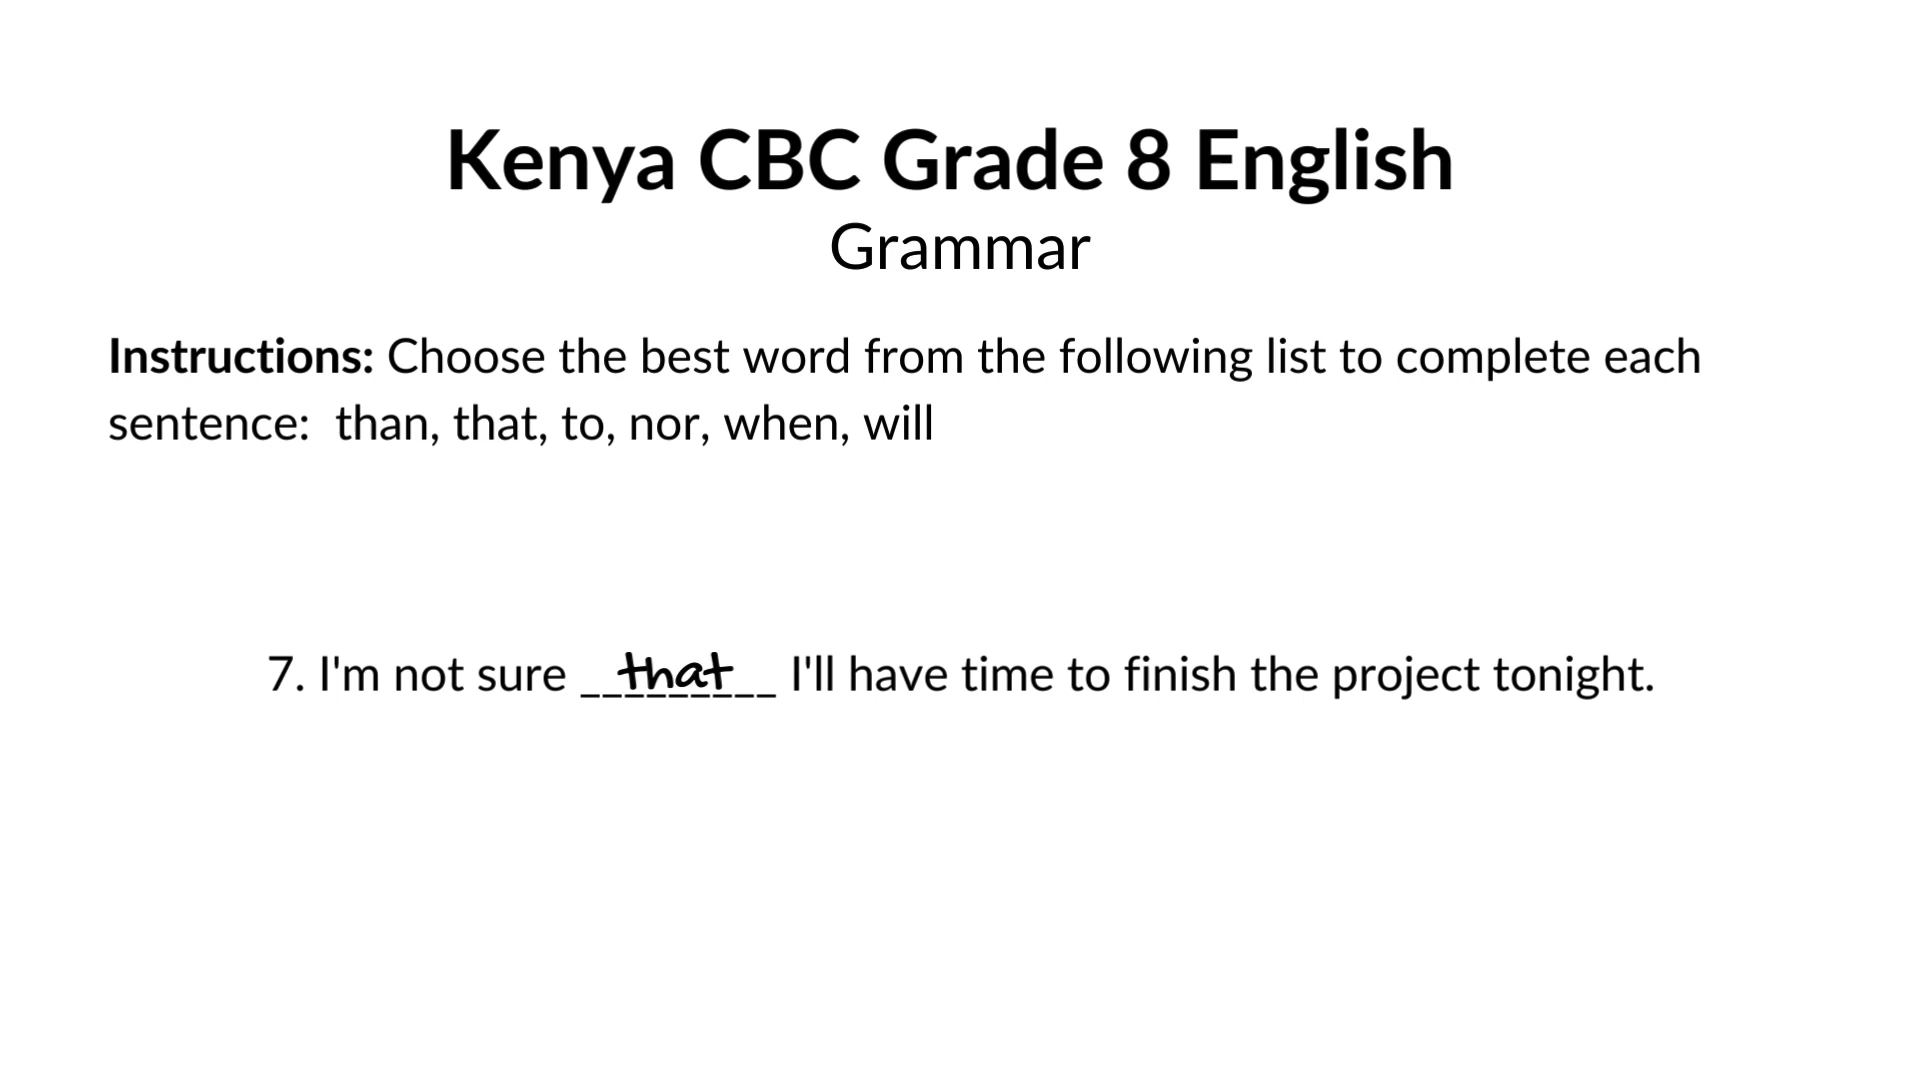 Kenya CBC Grade 8 English
Grammar
Instructions: Choose the best word from the following list to complete each
sentence:  than, that, to, nor, when, will
7. I'm not sure __that__ I'll have time to finish the project tonight.